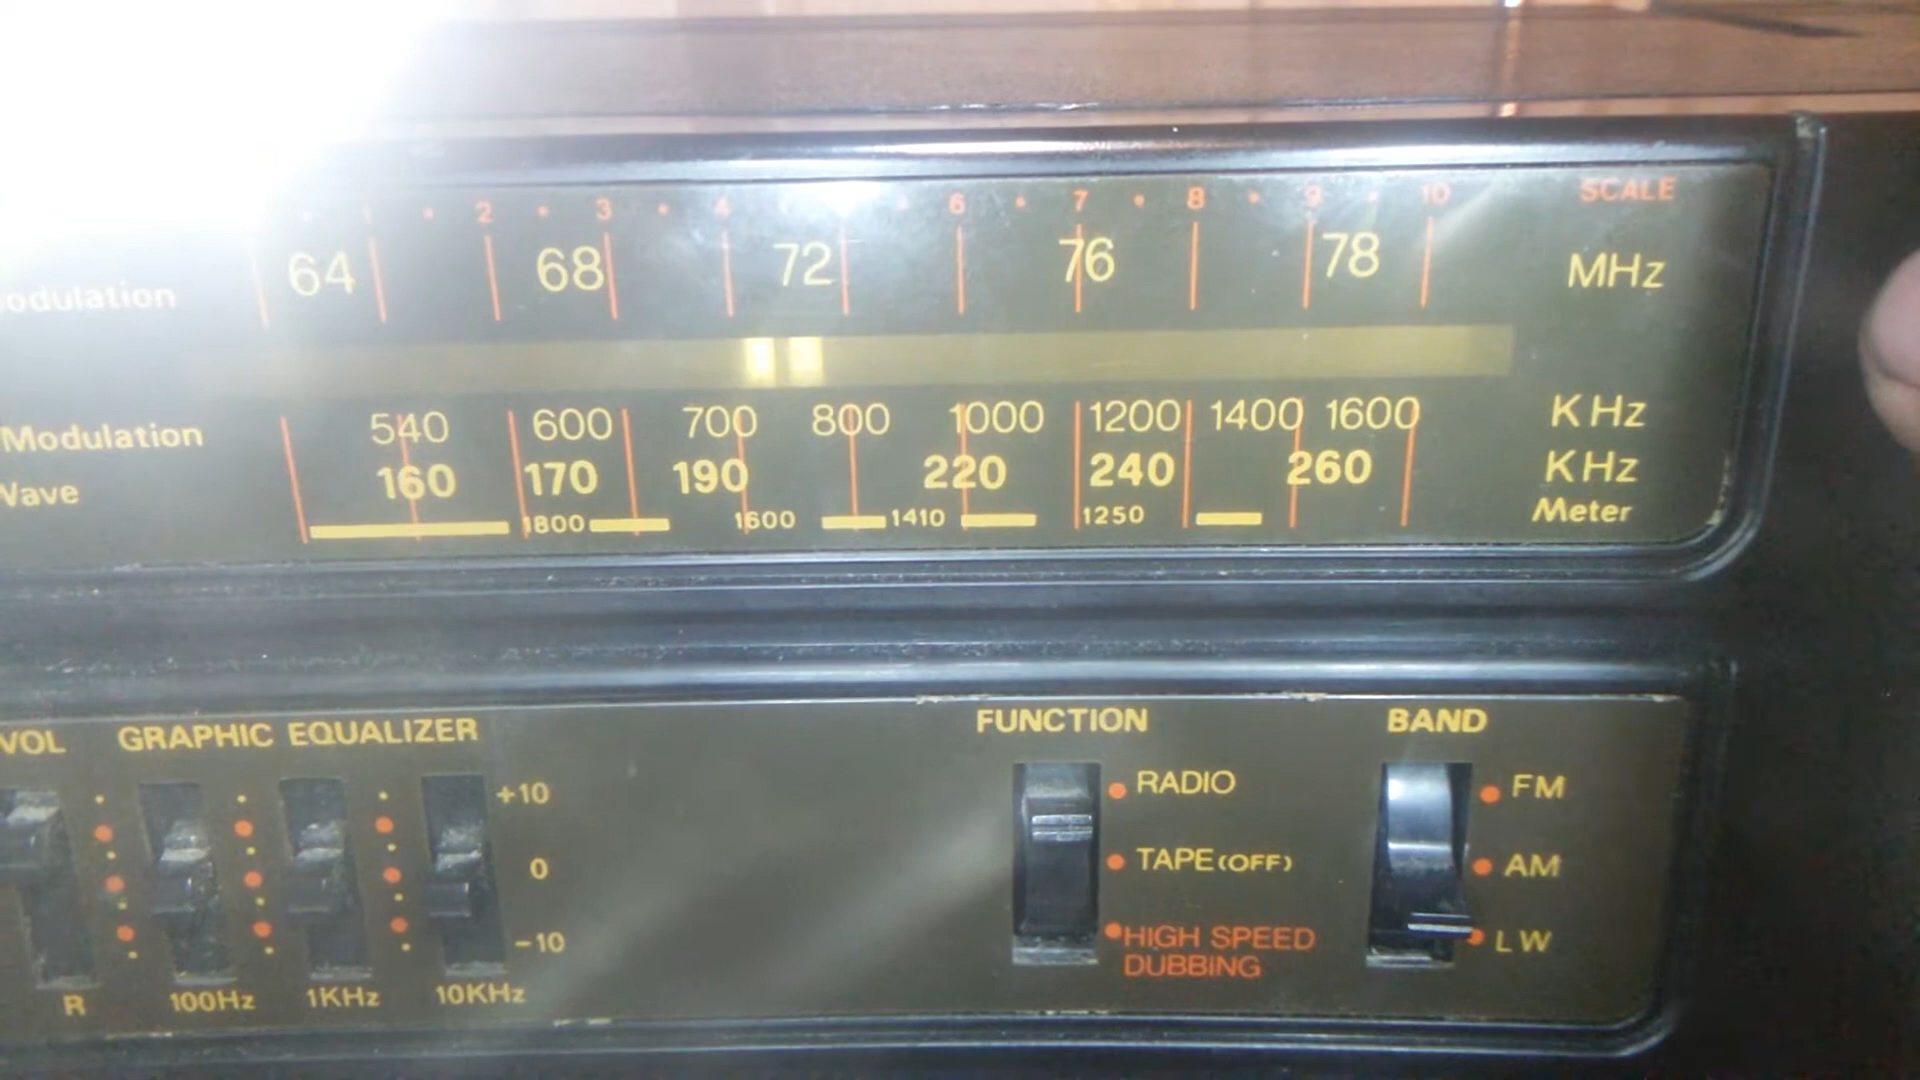 1 2 3 4 6 7 8 9 10 SCALE
odulation 64 68 72 76 78 MHz
Modulation 540 600 700 800 1000 1200 1400 1600 KHz
Wave 160 170 190 220 240 260 KHz
1800 1600 1410 1250 Meter
VOL GRAPHIC EQUALIZER FUNCTION BAND
+10 RADIO FM
0 TAPE(OFF) AM
-10 HIGH SPEED LW
DUBBING
R 100Hz 1KHz 10KHz